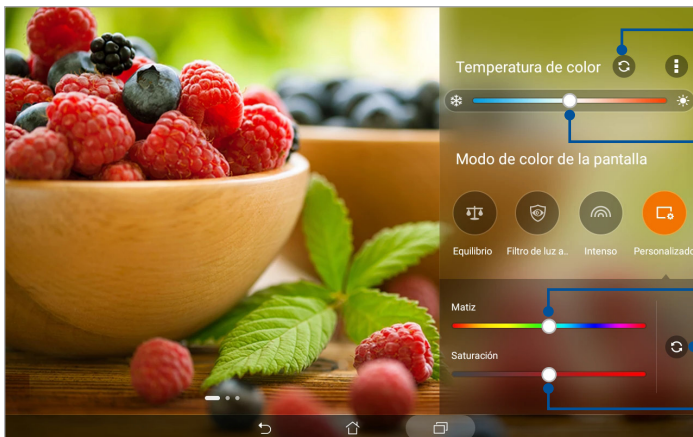 Temperatura de color
Modo de color de la pantalla
Equilibrio
Filtro de luz a..
Intenso
Personalizado
Matiz
Saturación